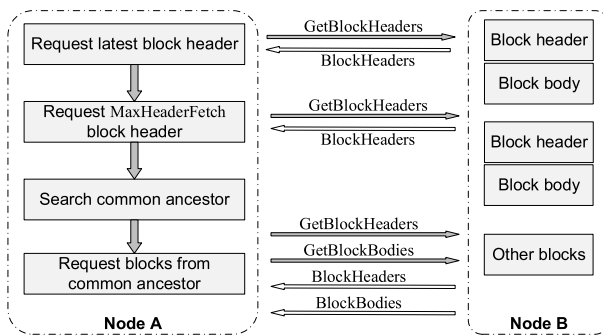 Request latest block header
Request MaxHeaderFetch
block header
Search common ancestor
Request blocks from
common ancestor
Node A
GetBlockHeaders
BlockHeaders
GetBlockHeaders
BlockHeaders
GetBlockHeaders
GetBlockBodies
BlockHeaders
BlockBodies
Block header
Block body
Block header
Block body
Other blocks
Node B